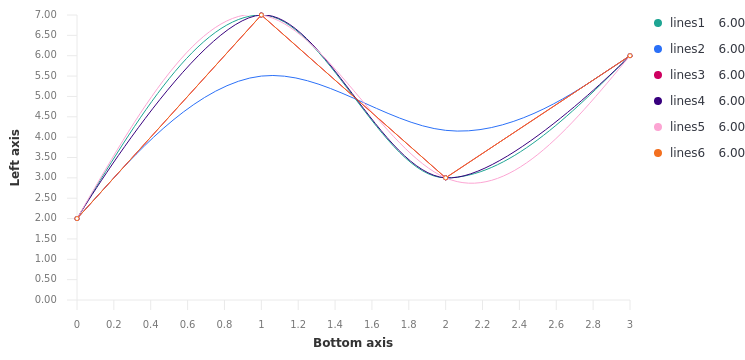 7.00
6.50
6.00
5.50
5.00
4.50
4.00
3.50
3.00
2.50
2.00
1.50
1.00
0.50
0.00
Left axis
0 0.2 0.4 0.6 0.8 1 1.2 1.4 1.6 1.8 2 2.2 2.4 2.6 2.8 3
Bottom axis
lines1 6.00
lines2 6.00
lines3 6.00
lines4 6.00
lines5 6.00
lines6 6.00